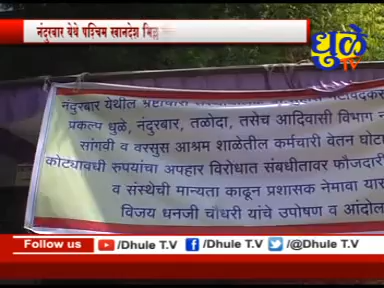 नंदुरबार येथे पश्चिम खानदेश भिल्ल
धुळे
TV
नंदुरबार येथील भ्रष्टाचारी
प्रकल्प धुळे, नंदुरबार, तळोदा, तसेच आदिवासी विभाग
सांगवी व वरसुस आश्रम शाळेतील कर्मचारी वेतन घोटा
कोट्यावधी रुपयांचा अपहार विरोधात संबधीतावर फौजदारी
व संस्थेची मान्यता काढून प्रशासक नेमावा यास
विजय धनजी चौधरी यांचे उपोषण व आंदोल
Follow us /Dhule T.V /Dhule T.V /@Dhule T.V